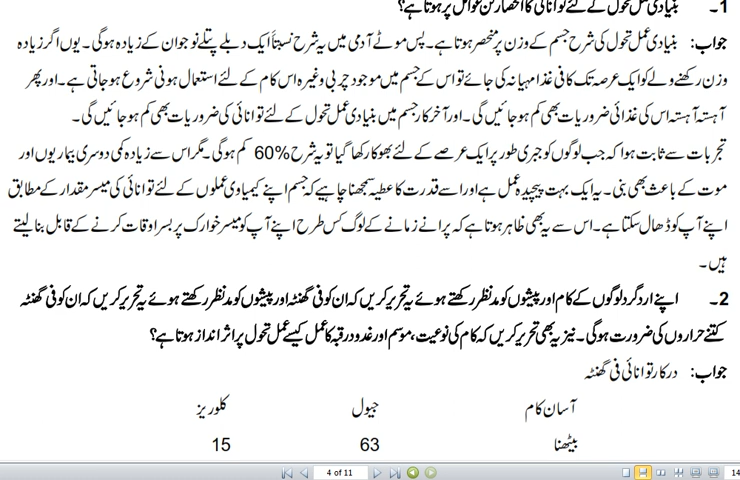 1۔ بنیادی عمل تحول کے لئے توانائی کا انحصار کن عوامل پر ہوتا ہے؟
جواب: بنیادی عمل تحول کی شرح جسم کے وزن پر منحصر ہوتا ہے۔ پس موٹے آدمی میں یہ شرح نسبتاً ایک دبلے پتلے نوجوان کے زیادہ ہوگی۔ یوں اگر زیادہ
وزن رکھنے والے کو ایک عرصہ تک کافی غذا مہیا نہ کی جائے تو اس کے جسم میں موجود چربی وغیرہ اس کام کے لئے استعمال ہونی شروع ہو جاتی ہے۔ اور پھر
آہستہ آہستہ اس کی غذائی ضروریات بھی کم ہو جائیں گی۔ اور آخر کار جسم میں بنیادی عمل تحول کے لئے توانائی کی ضروریات بھی کم ہو جائیں گی ۔
تجربات سے ثابت ہوا کہ جب لوگوں کو جبری طور پر ایک عرصے کے لئے بھوکا رکھا گیا تو یہ شرح 60% کم ہوگی۔ مگر اس سے زیادہ کمی دوسری بیماریوں اور
موت کے باعث بھی بنی۔ یہ ایک بہت پیچیدہ عمل ہے اور اسے قدرت کا عطیہ سمجھنا چاہیے کہ جسم اپنے کیمیاوی عملوں کے لئے توانائی کی میسر مقدار کے مطابق
اپنے آپ کو ڈھال سکتا ہے۔ اس سے یہ بھی ظاہر ہوتا ہے کہ پرانے زمانے کے لوگ کس طرح اپنے آپ کو میسر خوراک پر بسر اوقات کرنے کے قابل بنا لیتے
ہیں۔
2۔ اپنے ارد گرد لوگوں کے کام اور پیشوں کو مدنظر رکھتے ہوئے یہ تحریر کریں کہ ان کو فی گھنٹہ اور پیشوں کو مدنظر رکھتے ہوئے یہ تحریر کریں کہ ان کو فی گھنٹہ
کتنے حراروں کی ضرورت ہوگی۔ نیز یہ بھی تحریر کریں کہ کام کی نوعیت، موسم اور غدود رقبہ کا عمل کیسے عمل تحول پر اثر انداز ہوتا ہے؟
جواب: درکار توانائی فی گھنٹہ
آسان کام جیول کلوریز
بیٹھنا 63 15
4 of 11
14